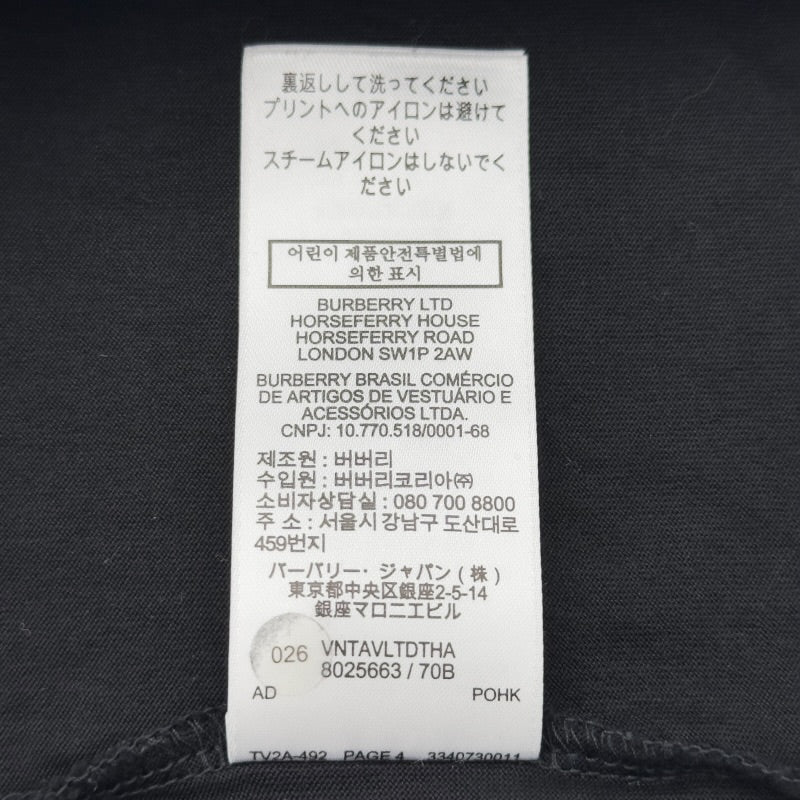 裏返しして洗ってください
プリントへのアイロンは避けて
ください
スチームアイロンはしないでく
ださい
어린이 제품안전특별법에
의한 표시
BURBERRY LTD
HORSEFERRY HOUSE
HORSEFERRY ROAD
LONDON SW1P 2AW
BURBERRY BRASIL COMÉRCIO
DE ARTIGOS DE VESTUÁRIO E
ACESSÓRIOS LTDA.
CNPJ: 10.770.518/0001-68
제조원 : 버버리
수입원 : 버버리코리아㈜
소비자상담실 : 080 700 8800
주 소 : 서울시 강남구 도산대로
459번지
バーバリー・ジャパン ( 株 )
東京都中央区銀座2-5-14
銀座マロニエビル
026 VNTAVLTDTHA
8025663 / 70B
AD POHK
TV2A-492 PAGE 4 3340730011